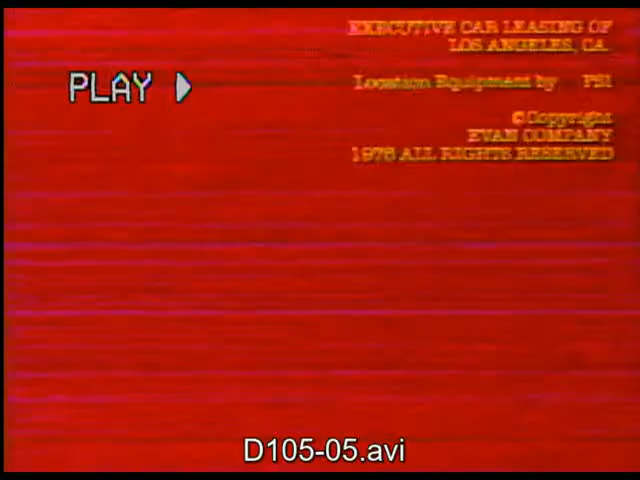 EXECUTIVE CAR LEASING OF
LOS ANGELES, CA.
PLAY
Location Equipment by PSI
©Copyright
EVAN COMPANY
1978 ALL RIGHTS RESERVED
D105-05.avi